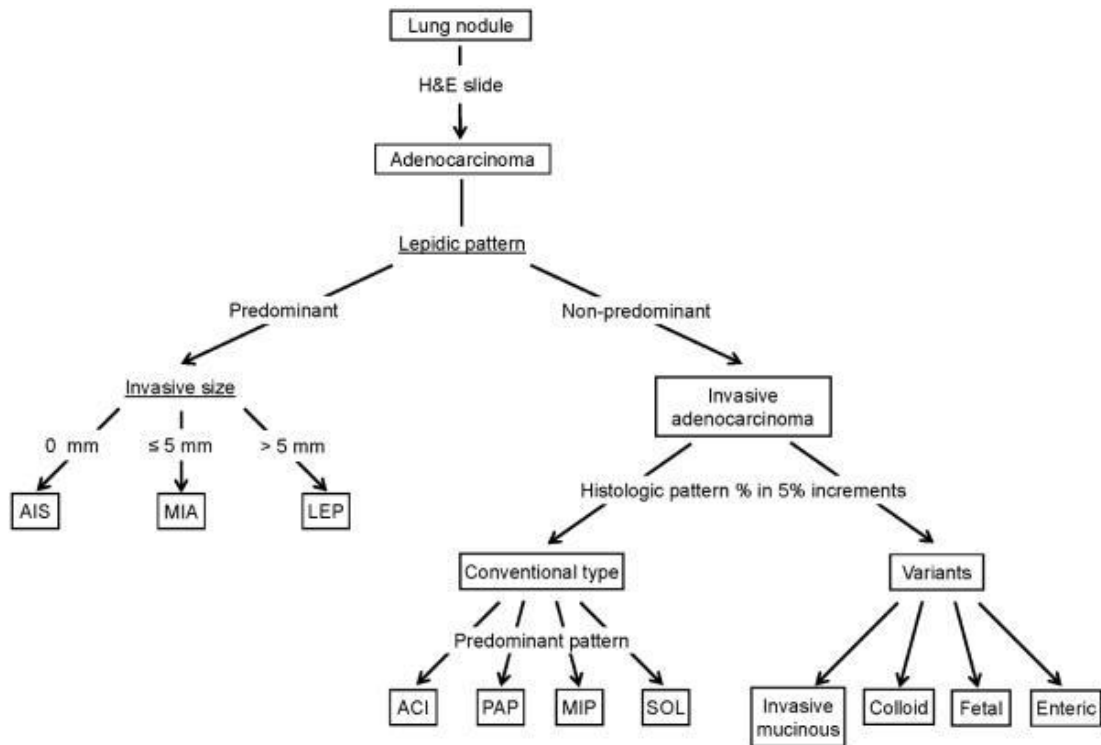 Lung nodule
H&E slide
Adenocarcinoma
Lepidic pattern
Predominant
Non-predominant
Invasive size
Invasive
adenocarcinoma
0 mm
≤ 5 mm
> 5 mm
Histologic pattern % in 5% increments
AIS
MIA
LEP
Conventional type
Variants
Predominant pattern
ACI
PAP
MIP
SOL
Invasive
mucinous
Colloid
Fetal
Enteric